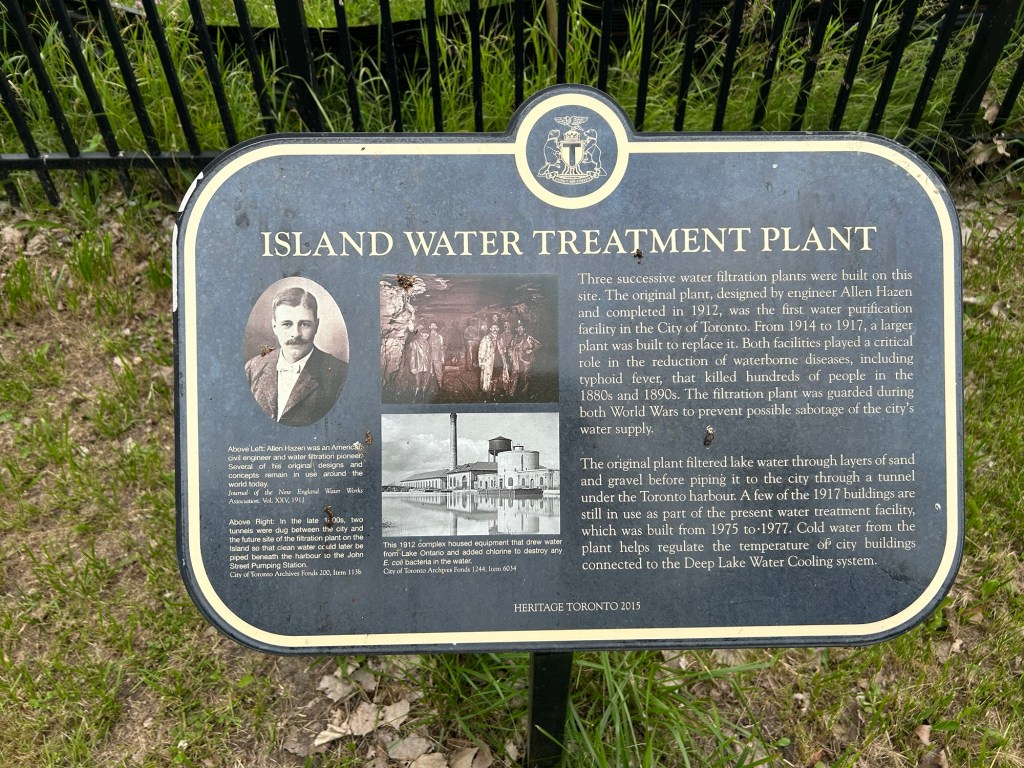 ISLAND WATER TREATMENT PLANT
Three successive water filtration plants were built on this
site. The original plant, designed by engineer Allen Hazen
and completed in 1912, was the first water purification
facility in the City of Toronto. From 1914 to 1917, a larger
plant was built to replace it. Both facilities played a critical
role in the reduction of waterborne diseases, including
typhoid fever, that killed hundreds of people in the
1880s and 1890s. The filtration plant was guarded during
both World Wars to prevent possible sabotage of the city's
water supply.
The original plant filtered lake water through layers of sand
and gravel before piping it to the city through a tunnel
under the Toronto harbour. A few of the 1917 buildings are
still in use as part of the present water treatment facility,
which was built from 1975 to 1977. Cold water from the
plant helps regulate the temperature of city buildings
connected to the Deep Lake Water Cooling system.
Above Left: Allen Hazen was an American
civil engineer and water filtration pioneer.
Several of his original designs and
concepts remain in use around the
world today.
Journal of the New England Water Works
Association. Vol. XXV, 1911
Above Right: In the late two
tunnels were dug between the city and
the future site of the filtration plant on the
Island so that clean water could later be
piped beneath the harbour to the John
Street Pumping Station.
City of Toronto Archives Fonds 200, Item 113b
This 1912 complex housed equipment that drew water
from Lake Ontario and added chlorine to destroy any
E. coli bacteria in the water.
City of Toronto Archives Fonds 1244, Item 6034
HERITAGE TORONTO 2015